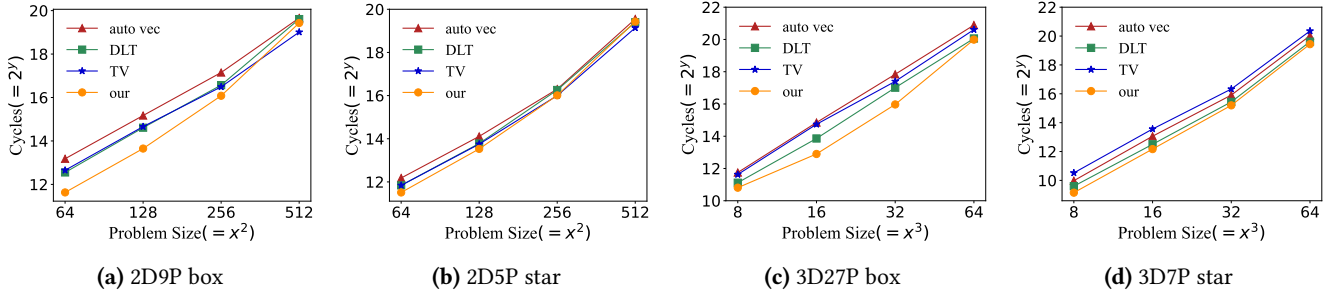 20
18
16
14
12
Cycles(= 2^y)
auto vec
DLT
TV
our
64 128 256 512
Problem Size(= x^2)
(a) 2D9P box
20
18
16
14
12
Cycles(= 2^y)
auto vec
DLT
TV
our
64 128 256 512
Problem Size(= x^2)
(b) 2D5P star
22
20
18
16
14
12
10
Cycles(= 2^y)
auto vec
DLT
TV
our
8 16 32 64
Problem Size(= x^3)
(c) 3D27P box
22
20
18
16
14
12
10
Cycles(= 2^y)
auto vec
DLT
TV
our
8 16 32 64
Problem Size(= x^3)
(d) 3D7P star